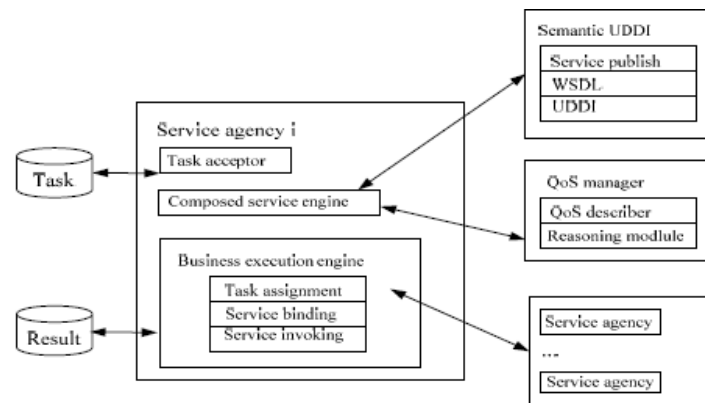 Task
Result
Service agency i
Task acceptor
Composed service engine
Business execution engine
Task assignment
Service binding
Service invoking
Semantic UDDI
Service publish
WSDL
UDDI
QoS manager
QoS describer
Reasoning modlule
Service agency
...
Service agency